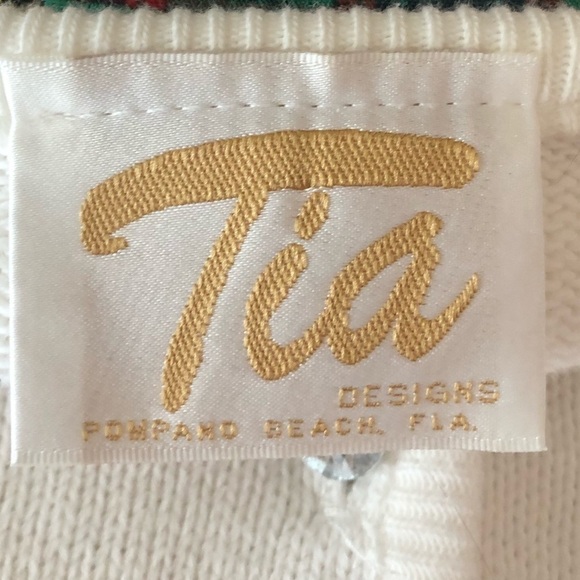 Tia
DESIGNS
POMPANO BEACH, FLA.